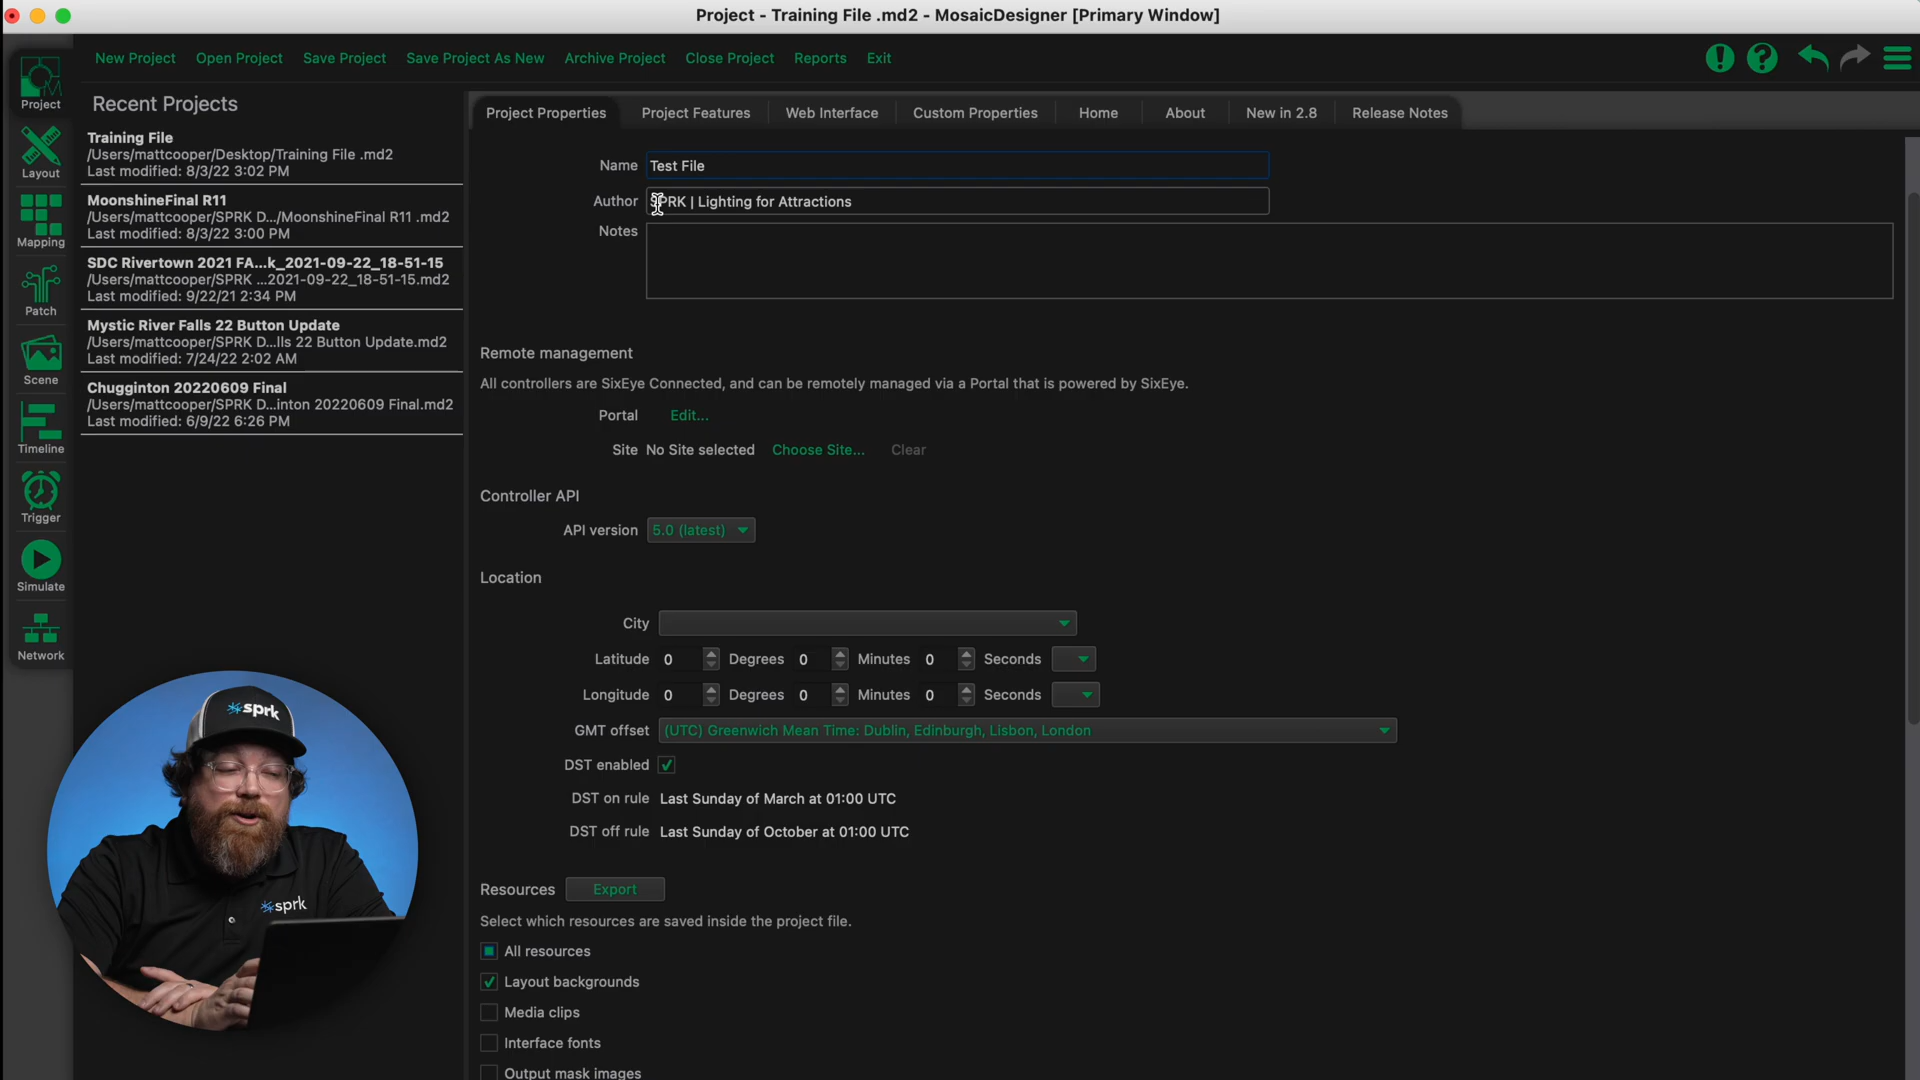 Project - Training File .md2 - MosaicDesigner [Primary Window]
New Project Open Project Save Project Save Project As New Archive Project Close Project Reports Exit
Project
Layout
Mapping
Patch
Scene
Timeline
Trigger
Simulate
Network
Recent Projects
Training File
/Users/mattcooper/Desktop/Training File .md2
Last modified: 8/3/22 3:02 PM
MoonshineFinal R11
/Users/mattcooper/SPRK D.../MoonshineFinal R11 .md2
Last modified: 8/3/22 3:00 PM
SDC Rivertown 2021 FA...k_2021-09-22_18-51-15
/Users/mattcooper/SPRK ...2021-09-22_18-51-15.md2
Last modified: 9/22/21 2:34 PM
Mystic River Falls 22 Button Update
/Users/mattcooper/SPRK D...lls 22 Button Update.md2
Last modified: 7/24/22 2:02 AM
Chugginton 20220609 Final
/Users/mattcooper/SPRK D...inton 20220609 Final.md2
Last modified: 6/9/22 6:26 PM
Project Properties Project Features Web Interface Custom Properties Home About New in 2.8 Release Notes
Name Test File
Author SPRK | Lighting for Attractions
Notes
Remote management
All controllers are SixEye Connected, and can be remotely managed via a Portal that is powered by SixEye.
Portal Edit...
Site No Site selected Choose Site... Clear
Controller API
API version 5.0 (latest)
Location
City
Latitude 0 Degrees 0 Minutes 0 Seconds
Longitude 0 Degrees 0 Minutes 0 Seconds
GMT offset (UTC) Greenwich Mean Time: Dublin, Edinburgh, Lisbon, London
DST enabled
DST on rule Last Sunday of March at 01:00 UTC
DST off rule Last Sunday of October at 01:00 UTC
Resources Export
Select which resources are saved inside the project file.
All resources
Layout backgrounds
Media clips
Interface fonts
Output mask images
sprk
sprk